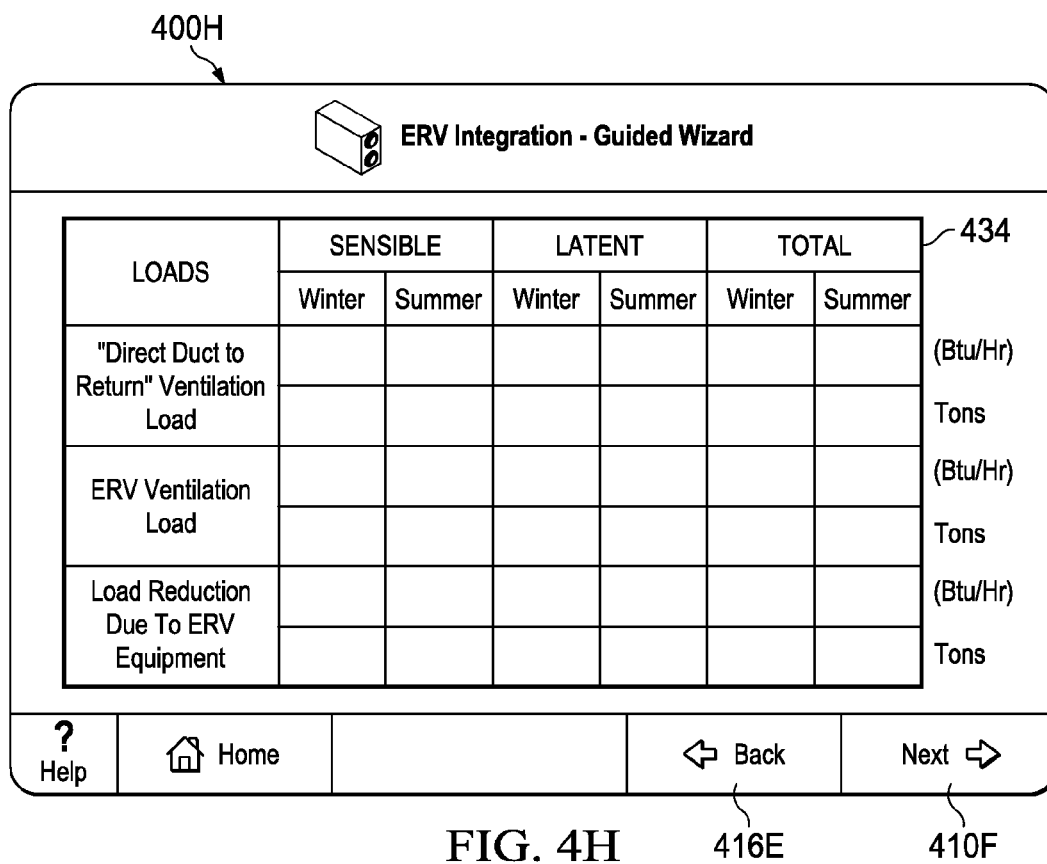 400H
ERV Integration - Guided Wizard
434
LOADS
SENSIBLE LATENT TOTAL
Winter Summer Winter Summer Winter Summer
"Direct Duct to
Return" Ventilation
Load
(Btu/Hr)
Tons
ERV Ventilation
Load
(Btu/Hr)
Tons
Load Reduction
Due To ERV
Equipment
(Btu/Hr)
Tons
?
Help
Home
Back
Next
FIG. 4H
416E
410F